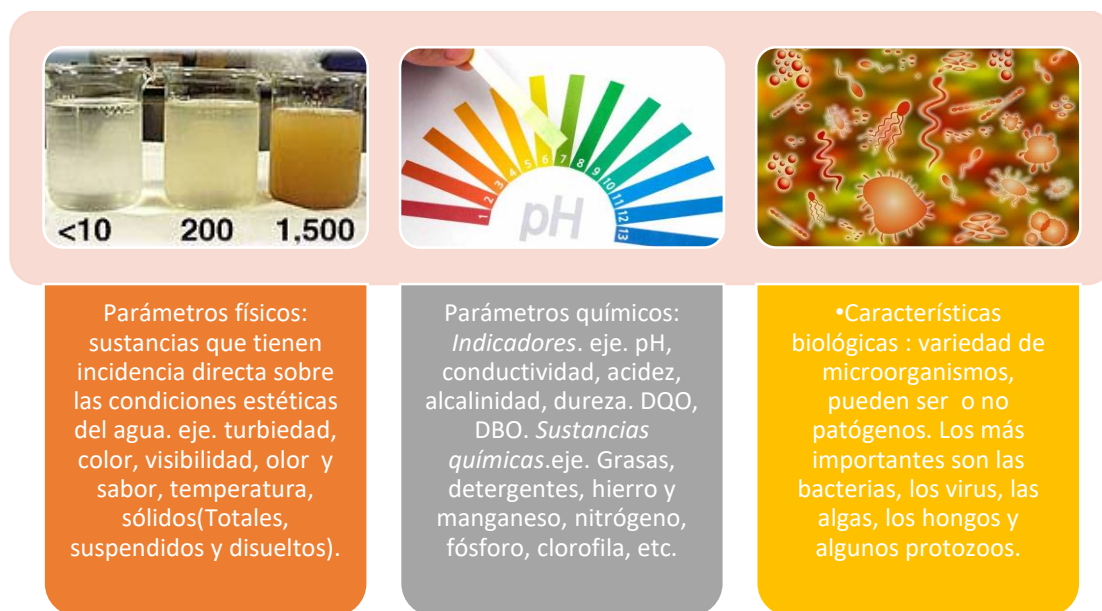 <10 200 1,500
1 2 3 4 5 6 7 8 9 10 11 12 13
pH
Parámetros físicos:
sustancias que tienen
incidencia directa sobre
las condiciones estéticas
del agua. eje. turbiedad,
color, visibilidad, olor y
sabor, temperatura,
sólidos(Totales,
suspendidos y disueltos).
Parámetros químicos:
Indicadores. eje. pH,
conductividad, acidez,
alcalinidad, dureza. DQO,
DBO. Sustancias
químicas.eje. Grasas,
detergentes, hierro y
manganeso, nitrógeno,
fósforo, clorofila, etc.
•Características
biológicas : variedad de
microorganismos,
pueden ser o no
patógenos. Los más
importantes son las
bacterias, los virus, las
algas, los hongos y
algunos protozoos.